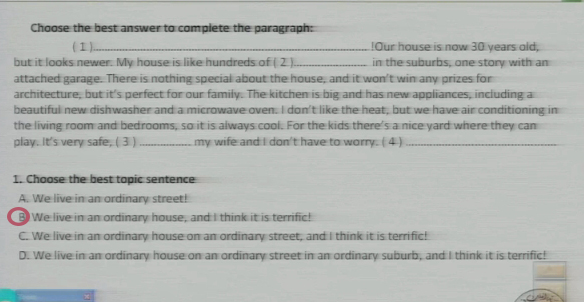 Choose the best answer to complete the paragraph:
( 1 )........................................................................ !Our house is now 30 years old,
but it looks newer. My house is like hundreds of ( 2 )................... in the suburbs, one story with an
attached garage. There is nothing special about the house, and it won't win any prizes for
architecture, but it's perfect for our family. The kitchen is big and has new appliances, including a
beautiful new dishwasher and a microwave oven. I don't like the heat, but we have air conditioning in
the living room and bedrooms, so it is always cool. For the kids there's a nice yard where they can
play. It's very safe, ( 3 ) .............. my wife and I don't have to worry. ( 4 ) ........................................
1. Choose the best topic sentence
A. We live in an ordinary street!
B. We live in an ordinary house, and I think it is terrific!
C. We live in an ordinary house on an ordinary street, and I think it is terrific!
D. We live in an ordinary house on an ordinary street in an ordinary suburb, and I think it is terrific!